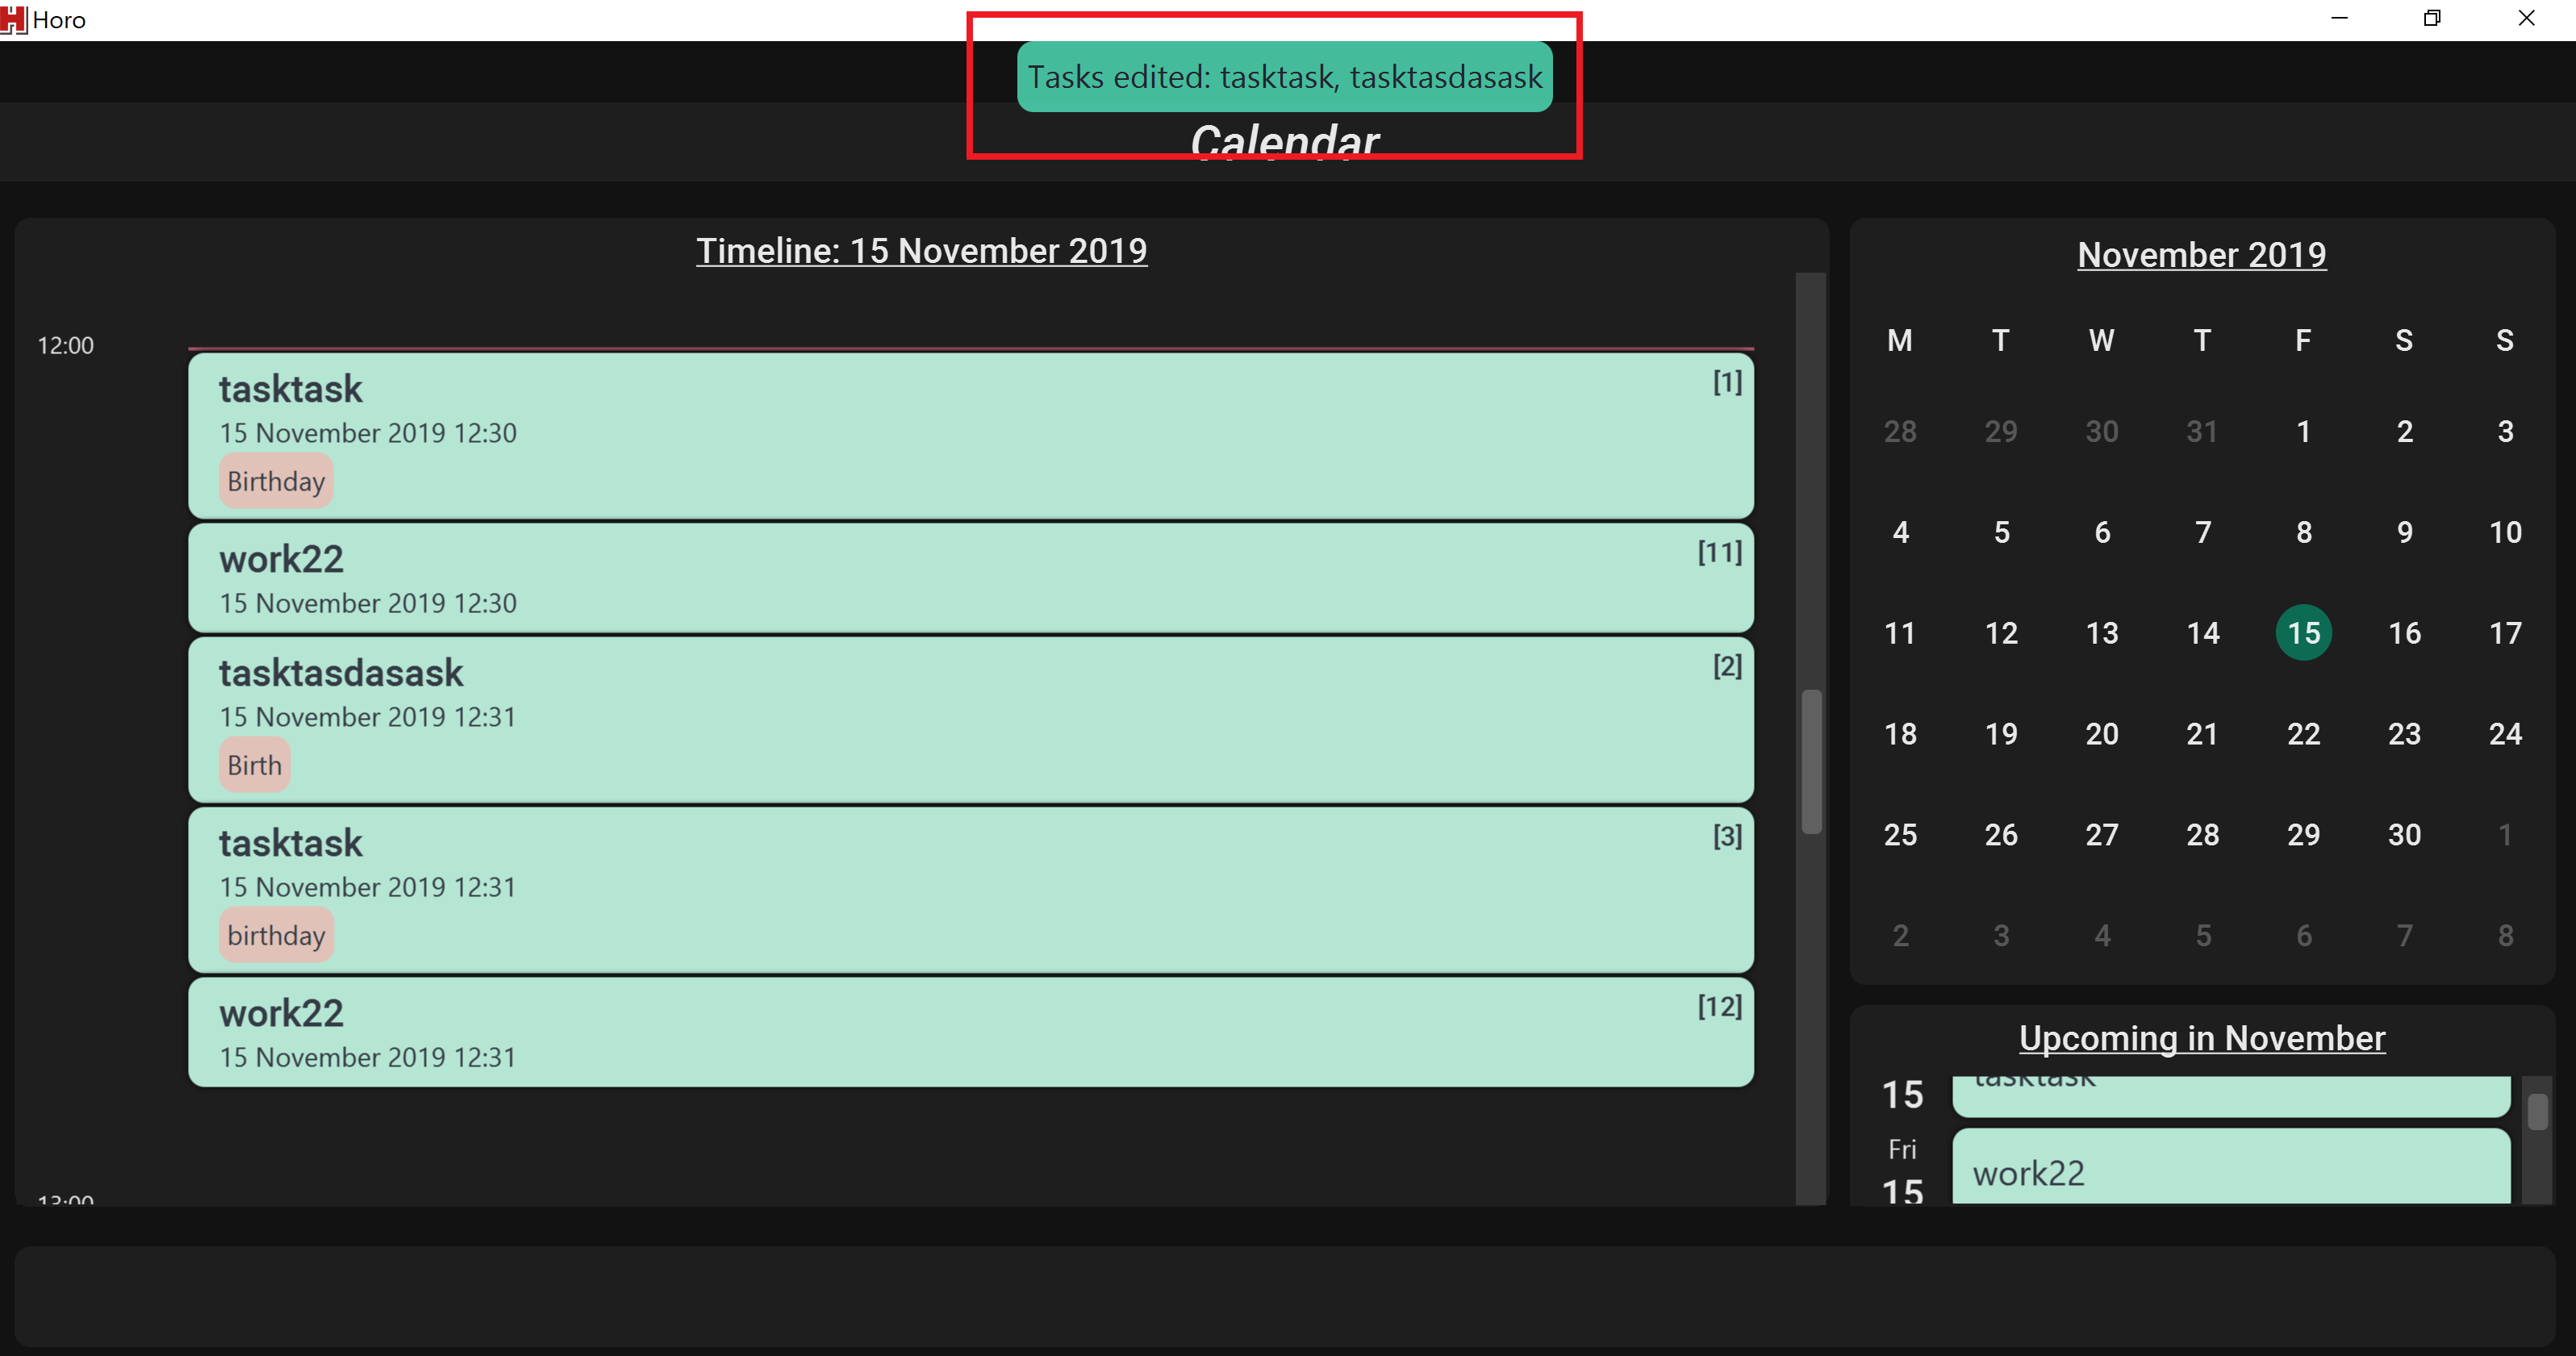 Horo
Tasks edited: tasktask, tasktasdasask
Calendar
Timeline: 15 November 2019
12:00
tasktask
[1]
15 November 2019 12:30
Birthday
work22
[11]
15 November 2019 12:30
tasktasdasask
[2]
15 November 2019 12:31
Birth
tasktask
[3]
15 November 2019 12:31
birthday
work22
[12]
15 November 2019 12:31
13:00
November 2019
M T W T F S S
28 29 30 31 1 2 3
4 5 6 7 8 9 10
11 12 13 14 15 16 17
18 19 20 21 22 23 24
25 26 27 28 29 30 1
2 3 4 5 6 7 8
Upcoming in November
15 tasktask
Fri
15 work22